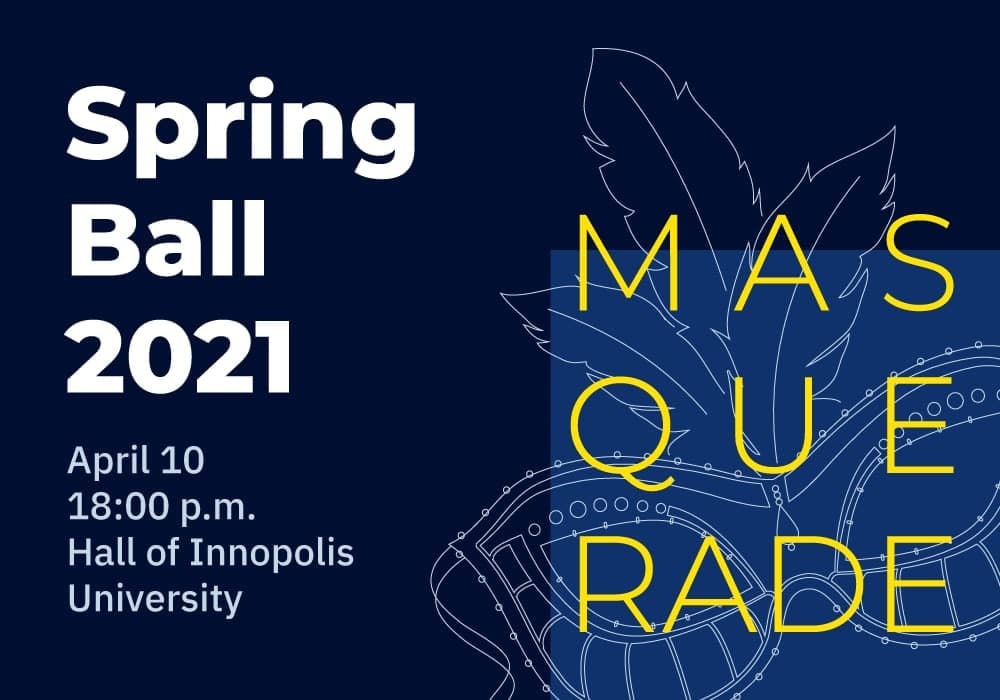 Spring
Ball
2021
April 10
18:00 p.m.
Hall of Innopolis
University
MAS
QUE
RADE